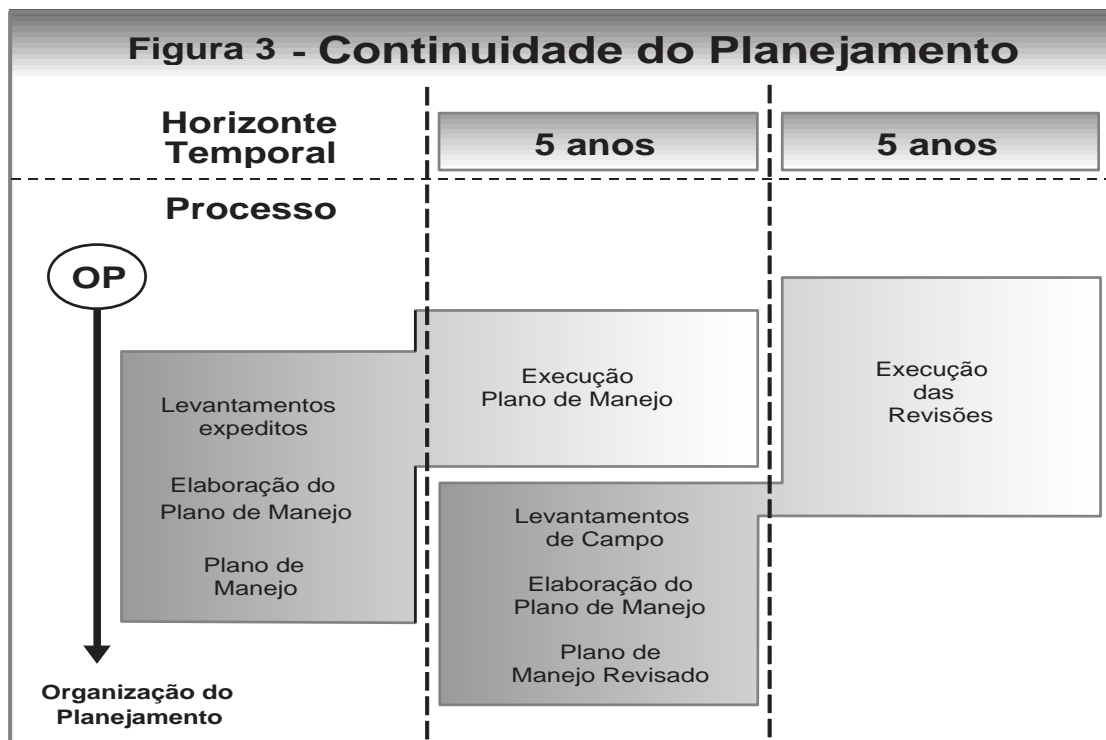 Figura 3 - Continuidade do Planejamento
Horizonte
Temporal
5 anos
5 anos
Processo
OP
Levantamentos
expeditos
Elaboração do
Plano de Manejo
Plano de
Manejo
Execução
Plano de Manejo
Levantamentos
de Campo
Elaboração do
Plano de Manejo
Plano de
Manejo Revisado
Execução
das
Revisões
Organização do
Planejamento